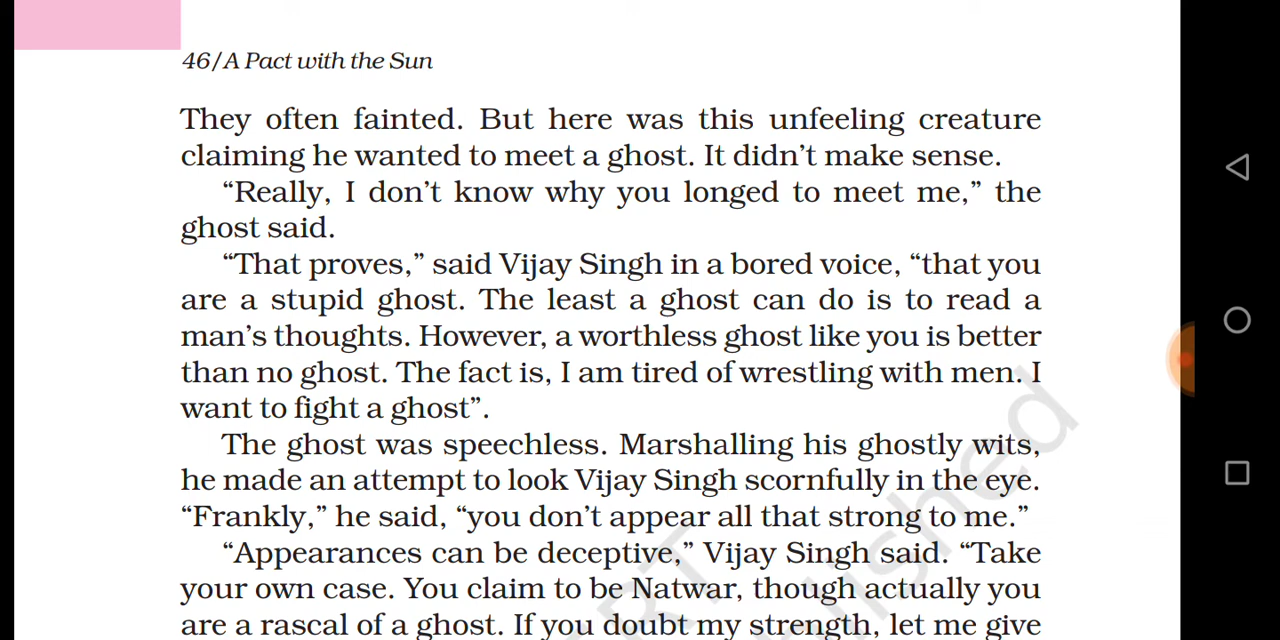 46/A Pact with the Sun
They often fainted. But here was this unfeeling creature
claiming he wanted to meet a ghost. It didn't make sense.
“Really, I don't know why you longed to meet me,” the
ghost said.
“That proves,” said Vijay Singh in a bored voice, “that you
are a stupid ghost. The least a ghost can do is to read a
man's thoughts. However, a worthless ghost like you is better
than no ghost. The fact is, I am tired of wrestling with men. I
want to fight a ghost”.
The ghost was speechless. Marshalling his ghostly wits,
he made an attempt to look Vijay Singh scornfully in the eye.
“Frankly,” he said, “you don't appear all that strong to me.”
“Appearances can be deceptive,” Vijay Singh said. “Take
your own case. You claim to be Natwar, though actually you
are a rascal of a ghost. If you doubt my strength, let me give